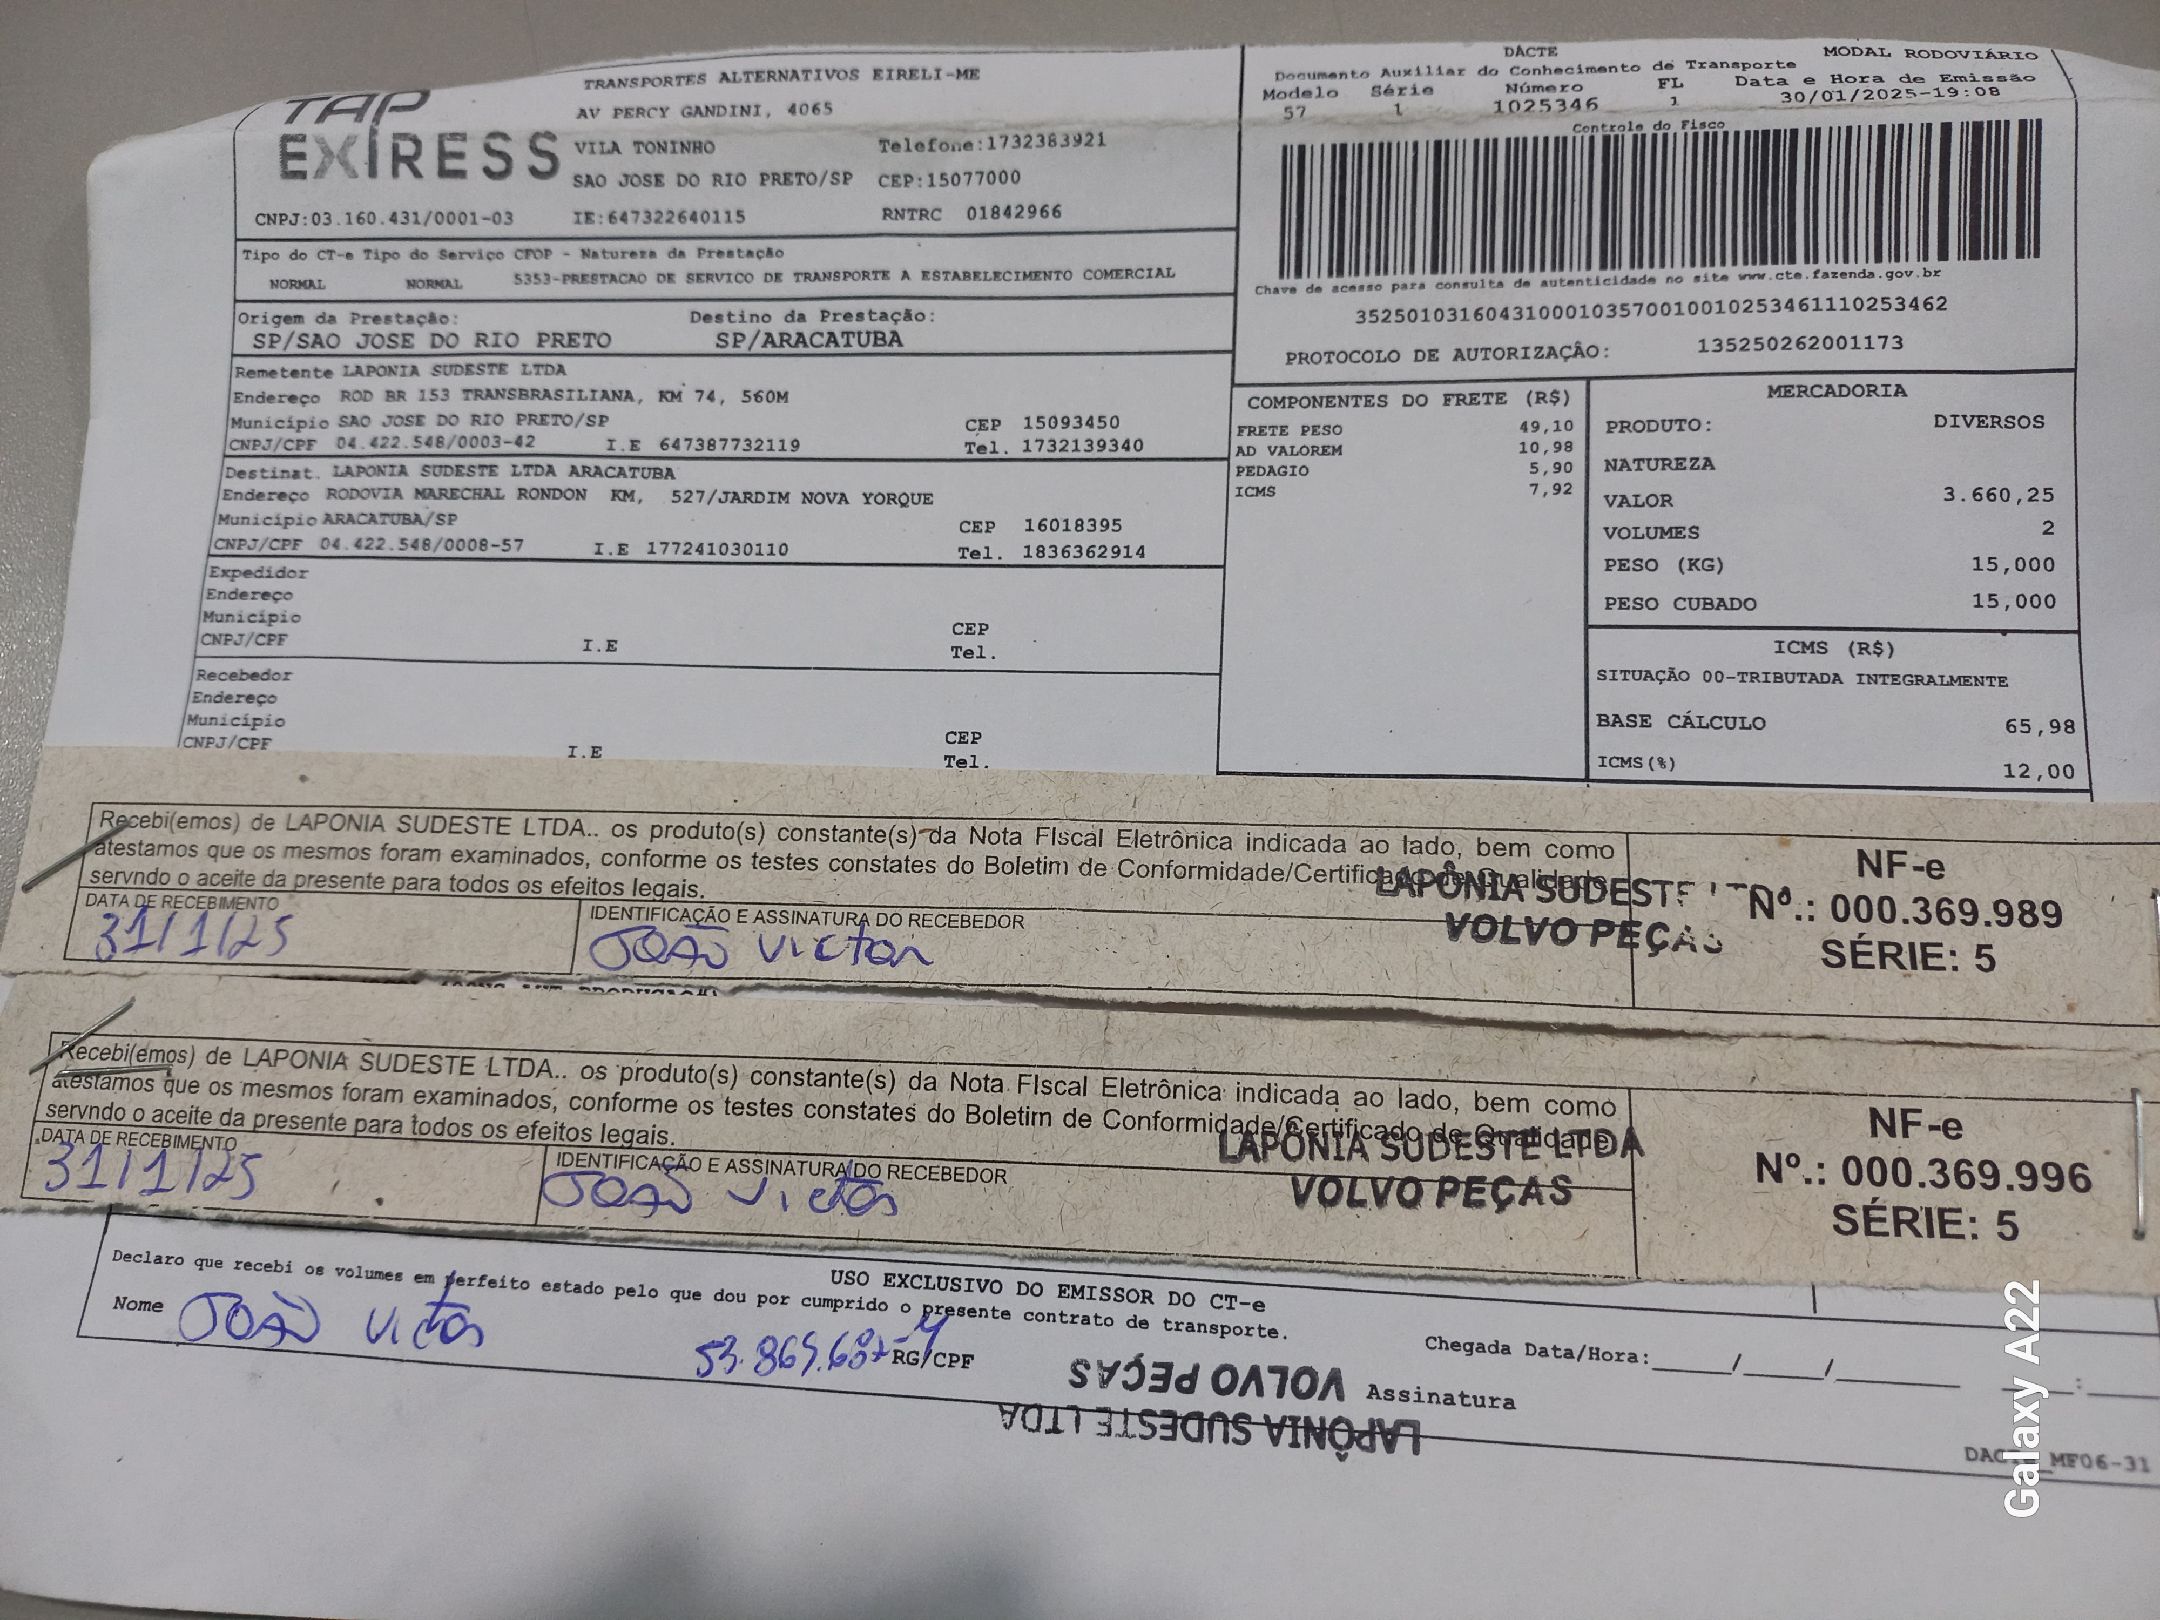 TAP
EXPRESS
TRANSPORTES ALTERNATIVOS EIRELI-ME
AV PERCY GANDINI, 4065
VILA TONINHO Telefone:1732383921
SAO JOSE DO RIO PRETO/SP CEP:15077000
CNPJ:03.160.431/0001-03 IE:647322640115 RNTRC 01842966
DACTE MODAL RODOVIÁRIO
Documento Auxiliar do Conhecimento de Transporte
Modelo Série Número FL Data e Hora de Emissão
57 1 1025346 1 30/01/2025-19:08
Controle do Fisco
Chave de acesso para consulta de autenticidade no site www.cte.fazenda.gov.br
35250103160431000103570010010253461110253462
PROTOCOLO DE AUTORIZAÇÂO: 135250262001173
Tipo do CT-e Tipo do Serviço CFOP - Natureza da Prestação
NORMAL NORMAL 5353-PRESTACAO DE SERVICO DE TRANSPORTE A ESTABELECIMENTO COMERCIAL
Origem da Prestação: Destino da Prestação:
SP/SAO JOSE DO RIO PRETO SP/ARACATUBA
Remetente LAPONIA SUDESTE LTDA
Endereço ROD BR 153 TRANSBRASILIANA, KM 74, 560M
Município SAO JOSE DO RIO PRETO/SP CEP 15093450
CNPJ/CPF 04.422.548/0003-42 I.E 647387732119 Tel. 1732139340
Destinat. LAPONIA SUDESTE LTDA ARACATUBA
Endereço RODOVIA MARECHAL RONDON KM, 527/JARDIM NOVA YORQUE
Município ARACATUBA/SP CEP 16018395
CNPJ/CPF 04.422.548/0008-57 I.E 177241030110 Tel. 1836362914
Expedidor
Endereço
Município CEP
CNPJ/CPF I.E Tel.
Recebedor
Endereço
Município CEP
CNPJ/CPF I.E Tel.
COMPONENTES DO FRETE (R$)
FRETE PESO 49,10
AD VALOREM 10,98
PEDAGIO 5,90
ICMS 7,92
MERCADORIA
PRODUTO: DIVERSOS
NATUREZA
VALOR 3.660,25
VOLUMES 2
PESO (KG) 15,000
PESO CUBADO 15,000
ICMS (R$)
SITUAÇÃO 00-TRIBUTADA INTEGRALMENTE
BASE CÁLCULO 65,98
ICMS(%) 12,00
Recebi(emos) de LAPONIA SUDESTE LTDA.. os produto(s) constante(s) da Nota FIscal Eletrônica indicada ao lado, bem como
atestamos que os mesmos foram examinados, conforme os testes constates do Boletim de Conformidade/Certificado de Qualidade
servndo o aceite da presente para todos os efeitos legais.
DATA DE RECEBIMENTO IDENTIFICAÇÃO E ASSINATURA DO RECEBEDOR
31/1/25 JOÃO VICTOR
LAPÔNIA SUDESTE LTDA
VOLVO PEÇAS
NF-e
Nº.: 000.369.989
SÉRIE: 5
Recebi(emos) de LAPONIA SUDESTE LTDA.. os produto(s) constante(s) da Nota FIscal Eletrônica indicada ao lado, bem como
atestamos que os mesmos foram examinados, conforme os testes constates do Boletim de Conformidade/Certificado de Qualidade
servndo o aceite da presente para todos os efeitos legais.
DATA DE RECEBIMENTO IDENTIFICAÇÃO E ASSINATURA DO RECEBEDOR
31/1/25 JOÃO VICTOR
LAPÔNIA SUDESTE LTDA
VOLVO PEÇAS
NF-e
Nº.: 000.369.996
SÉRIE: 5
USO EXCLUSIVO DO EMISSOR DO CT-e
Declaro que recebi os volumes em perfeito estado pelo que dou por cumprido o presente contrato de transporte.
Nome JOÃO VICTOR RG/CPF
Chegada Data/Hora:_____/_____/_______ ____:____
Assinatura
VOLVO PEÇAS
LAPÔNIA SUDESTE LTDA
MF06-31
Galaxy A22